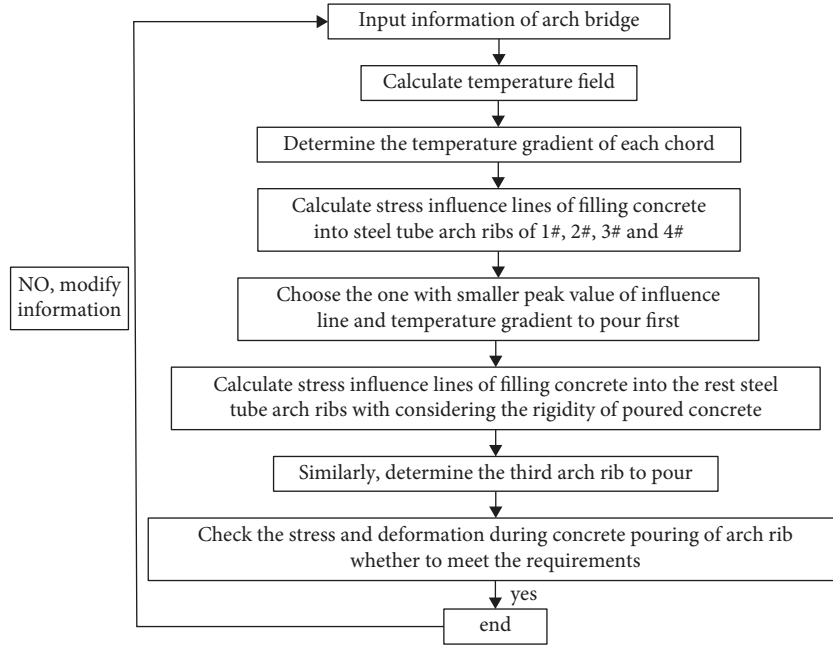 Input information of arch bridge
Calculate temperature field
Determine the temperature gradient of each chord
Calculate stress influence lines of filling concrete
into steel tube arch ribs of 1#, 2#, 3# and 4#
NO, modify
information
Choose the one with smaller peak value of influence
line and temperature gradient to pour first
Calculate stress influence lines of filling concrete into the rest steel
tube arch ribs with considering the rigidity of poured concrete
Similarly, determine the third arch rib to pour
Check the stress and deformation during concrete pouring of arch rib
whether to meet the requirements
yes
end